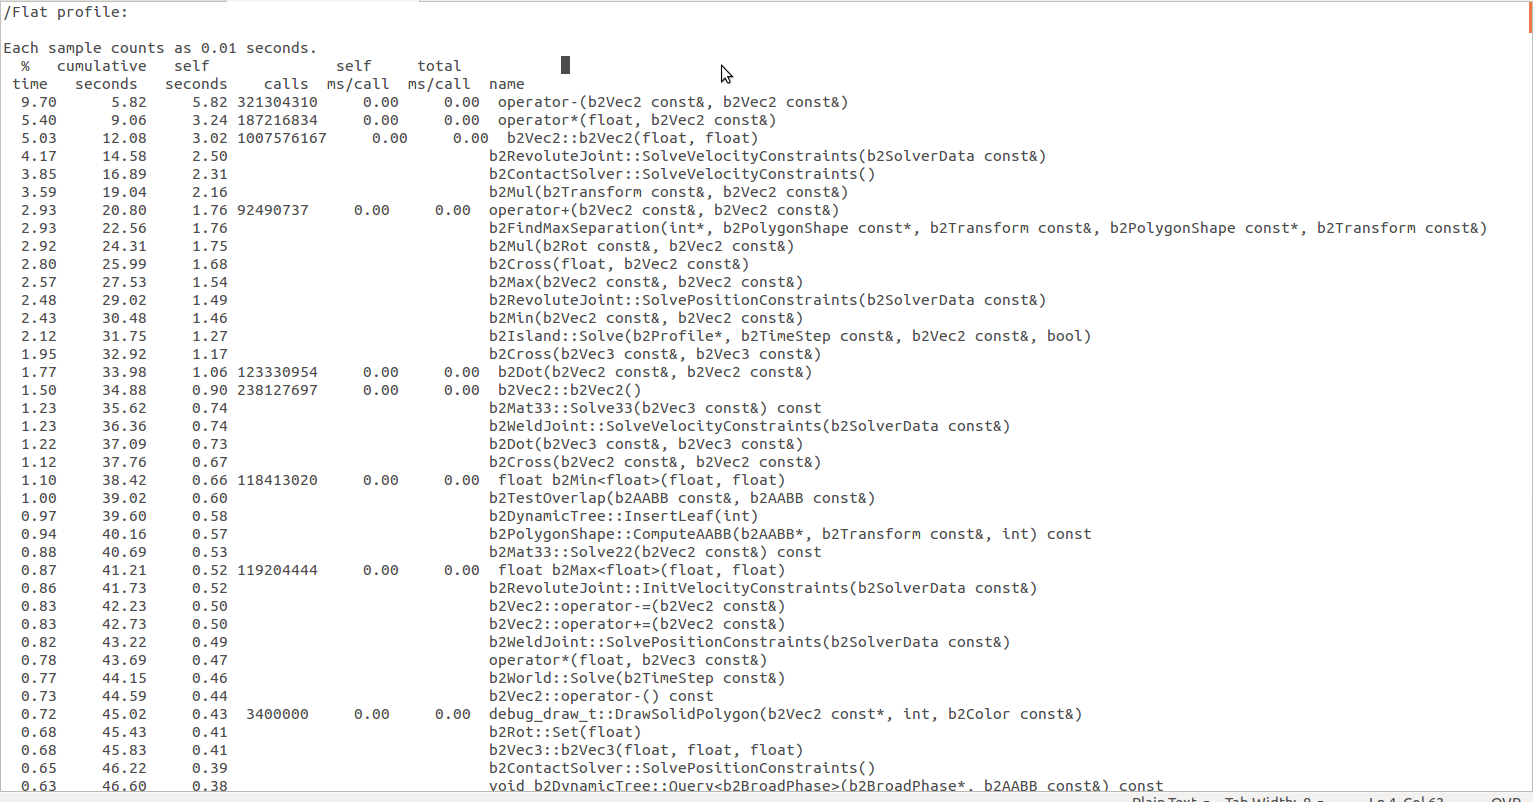 /Flat profile:

Each sample counts as 0.01 seconds.
  %   cumulative   self              self     total
 time   seconds   seconds    calls  ms/call  ms/call  name
  9.70      5.82     5.82 321304310     0.00     0.00  operator-(b2Vec2 const&, b2Vec2 const&)
  5.40      9.06     3.24 187216834     0.00     0.00  operator*(float, b2Vec2 const&)
  5.03     12.08     3.02 1007576167     0.00     0.00  b2Vec2::b2Vec2(float, float)
  4.17     14.58     2.50                             b2RevoluteJoint::SolveVelocityConstraints(b2SolverData const&)
  3.85     16.89     2.31                             b2ContactSolver::SolveVelocityConstraints()
  3.59     19.04     2.16                             b2Mul(b2Transform const&, b2Vec2 const&)
  2.93     20.80     1.76 92490737     0.00     0.00  operator+(b2Vec2 const&, b2Vec2 const&)
  2.93     22.56     1.76                             b2FindMaxSeparation(int*, b2PolygonShape const*, b2Transform const&, b2PolygonShape const*, b2Transform const&)
  2.92     24.31     1.75                             b2Mul(b2Rot const&, b2Vec2 const&)
  2.80     25.99     1.68                             b2Cross(float, b2Vec2 const&)
  2.57     27.53     1.54                             b2Max(b2Vec2 const&, b2Vec2 const&)
  2.48     29.02     1.49                             b2RevoluteJoint::SolvePositionConstraints(b2SolverData const&)
  2.43     30.48     1.46                             b2Min(b2Vec2 const&, b2Vec2 const&)
  2.12     31.75     1.27                             b2Island::Solve(b2Profile*, b2TimeStep const&, b2Vec2 const&, bool)
  1.95     32.92     1.17                             b2Cross(b2Vec3 const&, b2Vec3 const&)
  1.77     33.98     1.06 123330954     0.00     0.00  b2Dot(b2Vec2 const&, b2Vec2 const&)
  1.50     34.88     0.90 238127697     0.00     0.00  b2Vec2::b2Vec2()
  1.23     35.62     0.74                             b2Mat33::Solve33(b2Vec3 const&) const
  1.23     36.36     0.74                             b2WeldJoint::SolveVelocityConstraints(b2SolverData const&)
  1.22     37.09     0.73                             b2Dot(b2Vec3 const&, b2Vec3 const&)
  1.12     37.76     0.67                             b2Cross(b2Vec2 const&, b2Vec2 const&)
  1.10     38.42     0.66 118413020     0.00     0.00  float b2Min<float>(float, float)
  1.00     39.02     0.60                             b2TestOverlap(b2AABB const&, b2AABB const&)
  0.97     39.60     0.58                             b2DynamicTree::InsertLeaf(int)
  0.94     40.16     0.57                             b2PolygonShape::ComputeAABB(b2AABB*, b2Transform const&, int) const
  0.88     40.69     0.53                             b2Mat33::Solve22(b2Vec2 const&) const
  0.87     41.21     0.52 119204444     0.00     0.00  float b2Max<float>(float, float)
  0.86     41.73     0.52                             b2RevoluteJoint::InitVelocityConstraints(b2SolverData const&)
  0.83     42.23     0.50                             b2Vec2::operator-=(b2Vec2 const&)
  0.83     42.73     0.50                             b2Vec2::operator+=(b2Vec2 const&)
  0.82     43.22     0.49                             b2WeldJoint::SolvePositionConstraints(b2SolverData const&)
  0.78     43.69     0.47                             operator*(float, b2Vec3 const&)
  0.77     44.15     0.46                             b2World::Solve(b2TimeStep const&)
  0.73     44.59     0.44                             b2Vec2::operator-() const
  0.72     45.02     0.43  3400000     0.00     0.00  debug_draw_t::DrawSolidPolygon(b2Vec2 const*, int, b2Color const&)
  0.68     45.43     0.41                             b2Rot::Set(float)
  0.68     45.83     0.41                             b2Vec3::b2Vec3(float, float, float)
  0.65     46.22     0.39                             b2ContactSolver::SolvePositionConstraints()
  0.63     46.60     0.38                             void b2DynamicTree::Query<b2BroadPhase>(b2BroadPhase*, b2AABB const&) const
Plain Text Tab Width: 8 Ln 4, Col 63 OVR